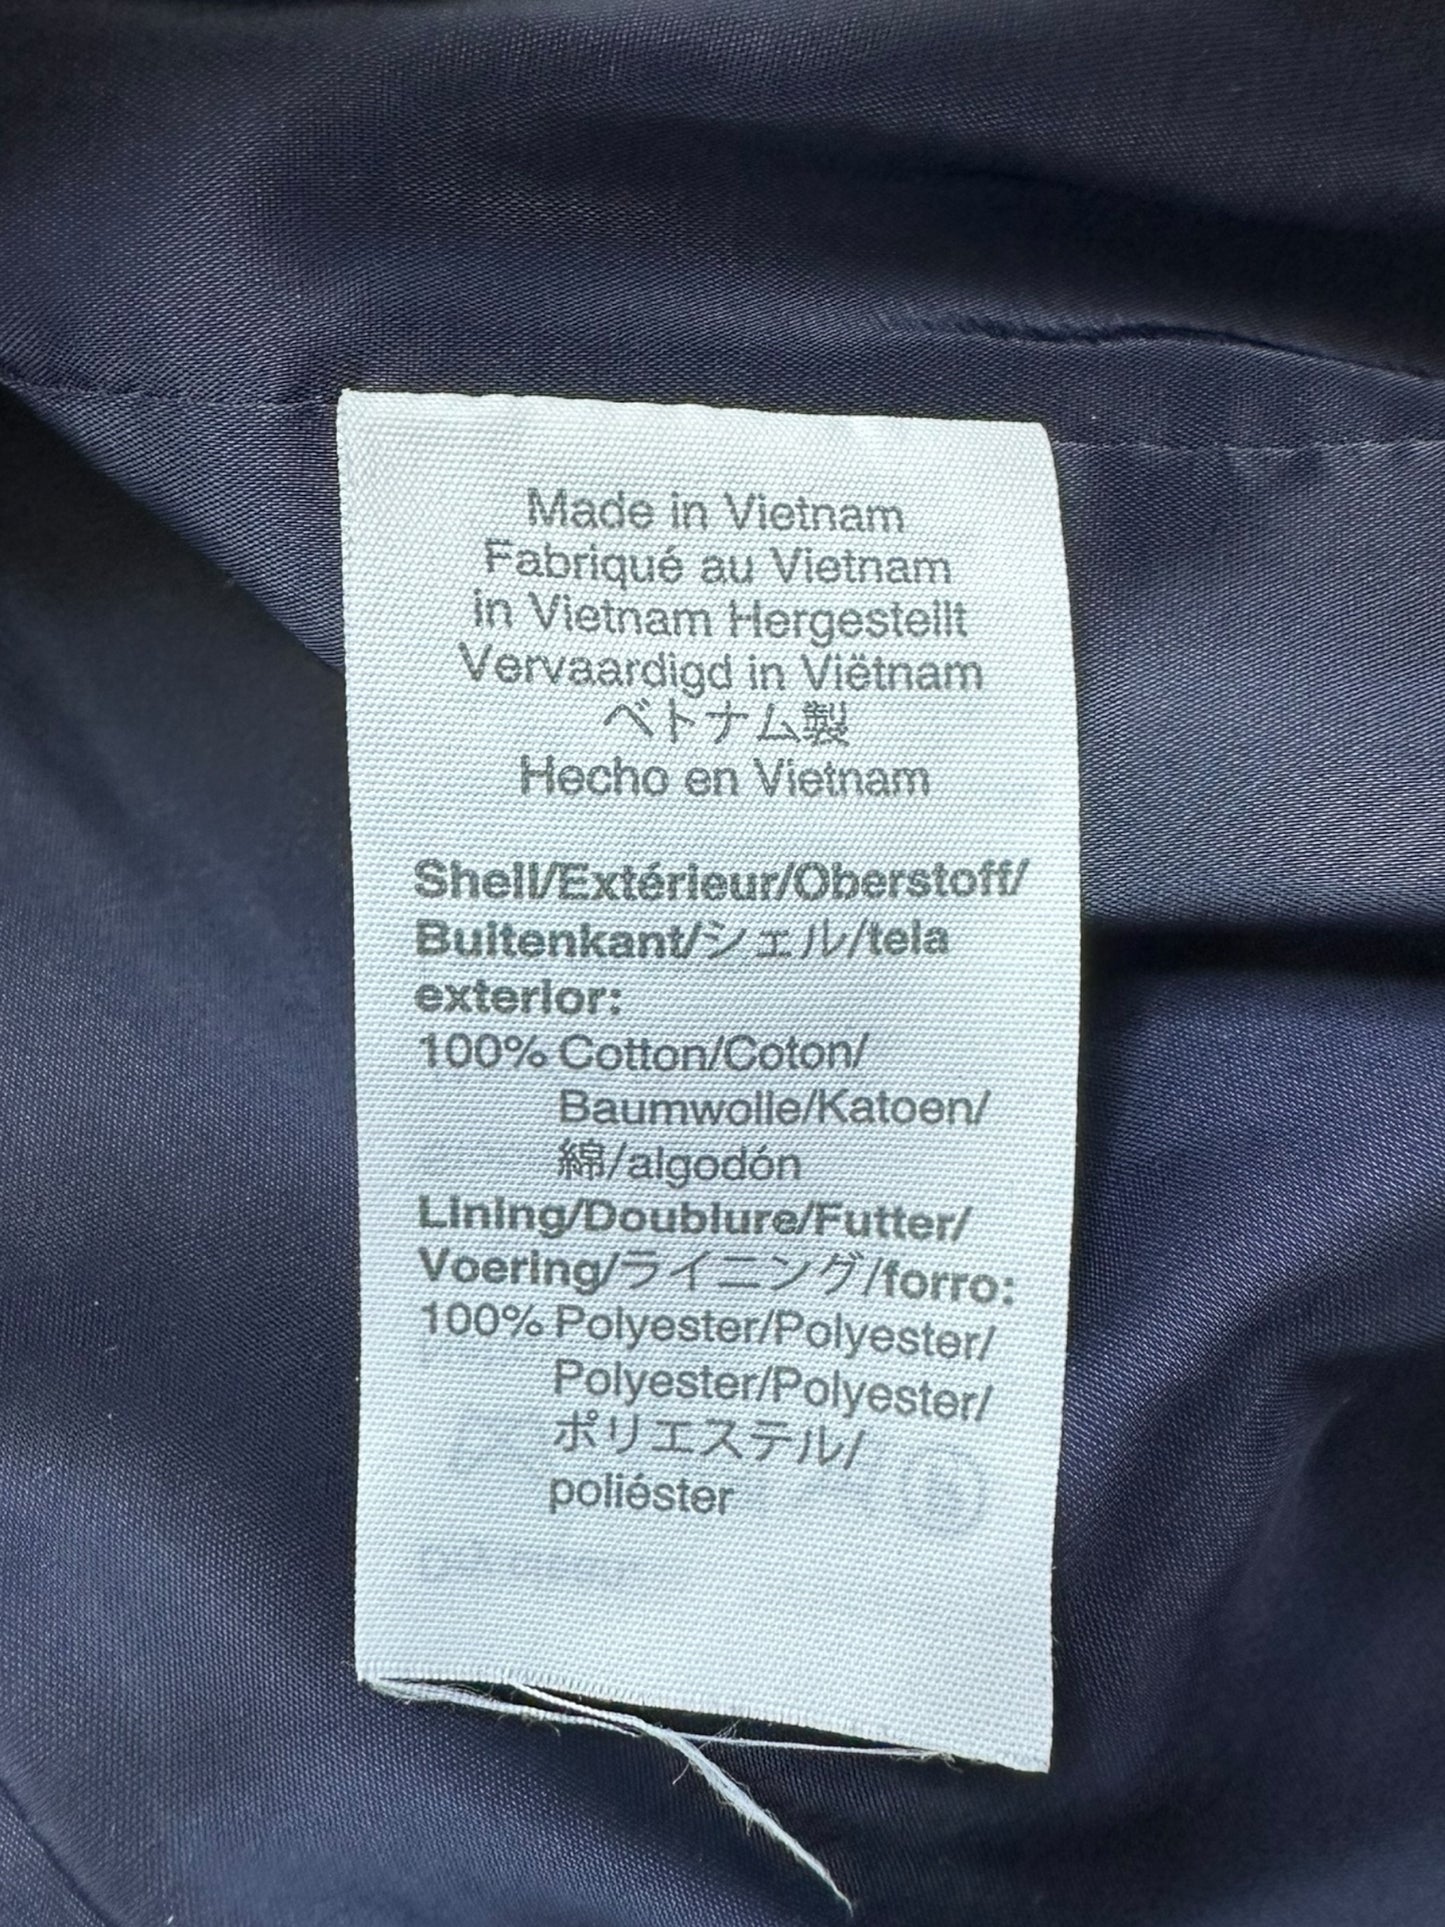 Made in Vietnam
Fabriqué au Vietnam
in Vietnam Hergestellt
Vervaardigd in Viëtnam
ベトナム製
Hecho en Vietnam
Shell/Extérieur/Oberstoff/
Buitenkant/シェル/tela
exterior:
100% Cotton/Coton/
Baumwolle/Katoen/
綿/algodón
Lining/Doublure/Futter/
Voering/ライニング/forro:
100% Polyester/Polyester/
Polyester/Polyester/
ポリエステル/
poliéster